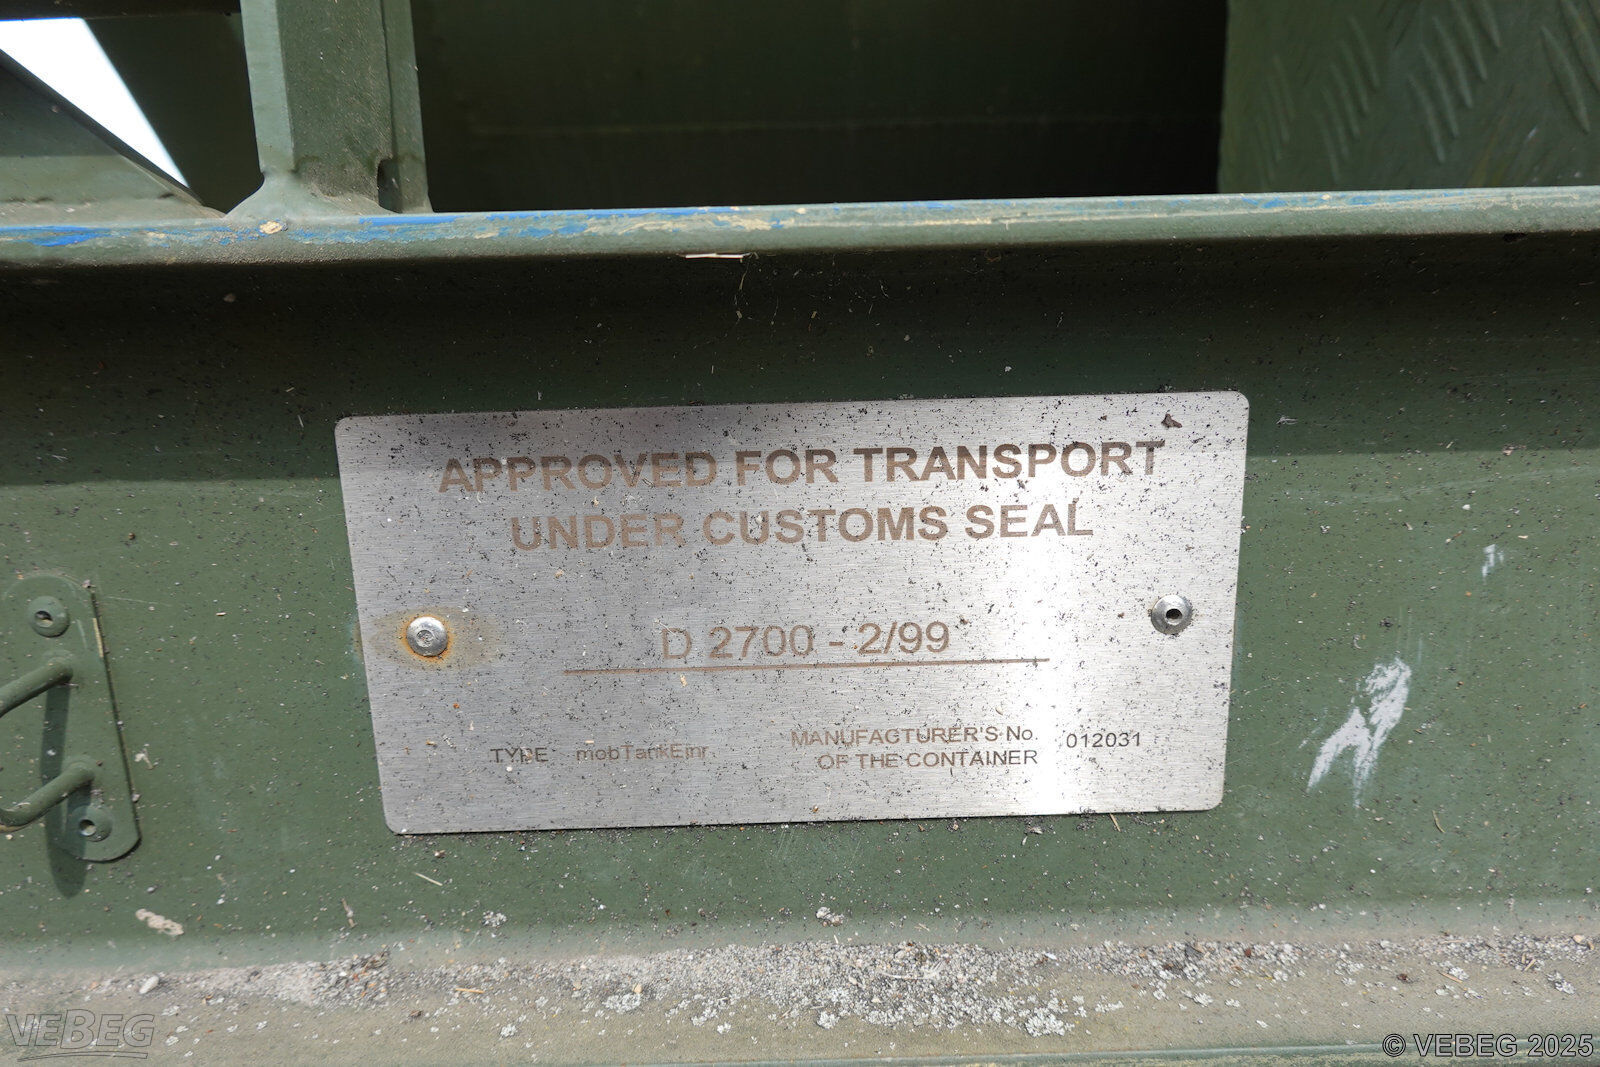 APPROVED FOR TRANSPORT
UNDER CUSTOMS SEAL
D 2700 - 2/99
TYPE mobTankEinr.
MANUFACTURER'S No. 012031
OF THE CONTAINER
VEBEG
© VEBEG 2025